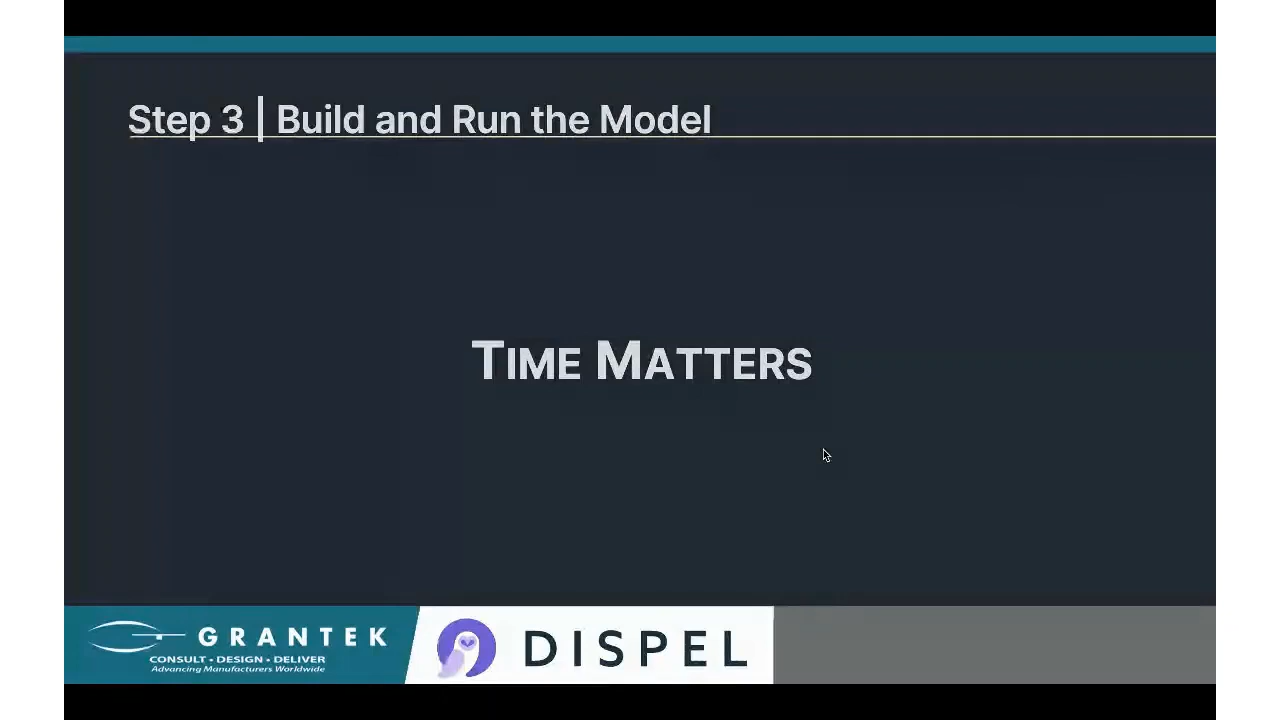 Step 3 | Build and Run the Model
TIME MATTERS
GRANTEK
CONSULT • DESIGN • DELIVER
Advancing Manufacturers Worldwide
DISPEL